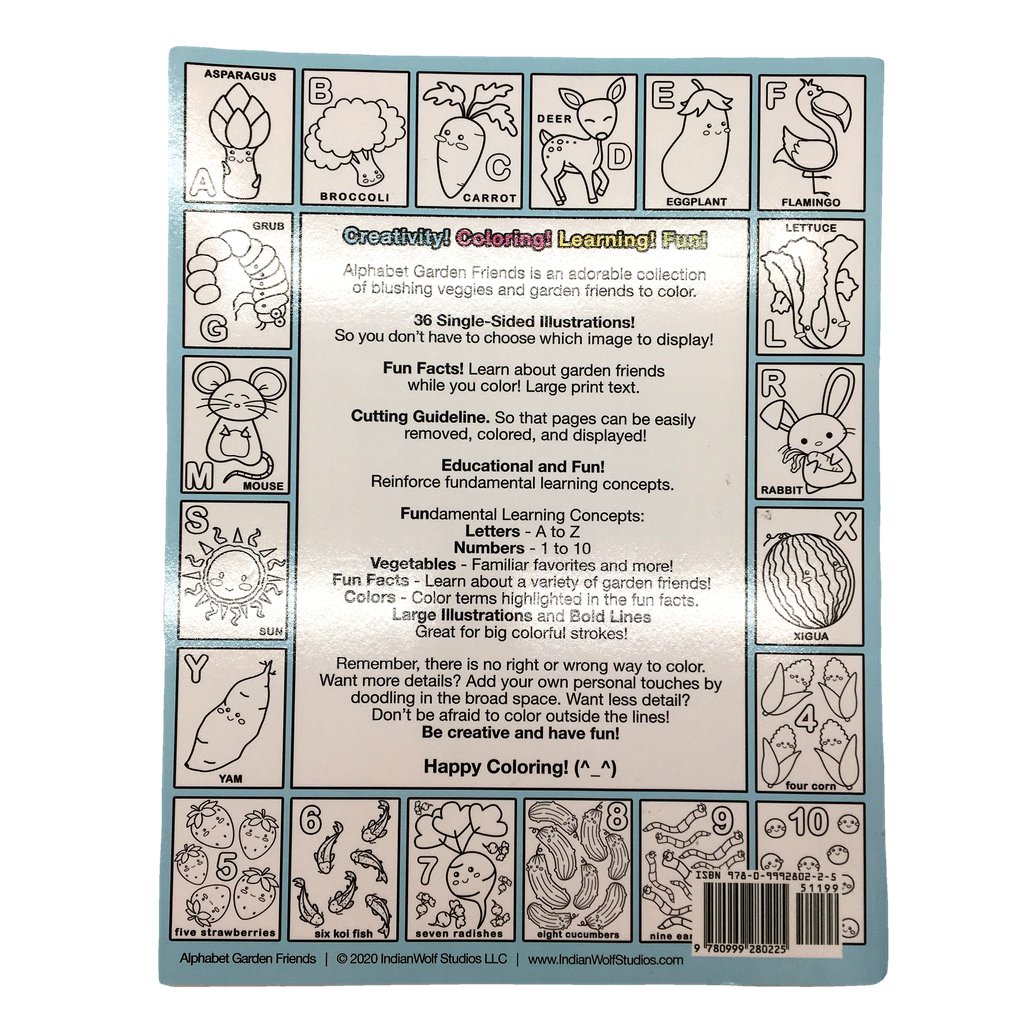 ASPARAGUS
A
B
BROCCOLI
C
CARROT
DEER
D
E
EGGPLANT
F
FLAMINGO
GRUB
G
LETTUCE
L
M
MOUSE
R
RABBIT
S
SUN
X
XIGUA
Y
YAM
4
four corn
Creativity! Coloring! Learning! Fun!
Alphabet Garden Friends is an adorable collection
of blushing veggies and garden friends to color.
36 Single-Sided Illustrations!
So you don't have to choose which image to display!
Fun Facts! Learn about garden friends
while you color! Large print text.
Cutting Guideline. So that pages can be easily
removed, colored, and displayed!
Educational and Fun!
Reinforce fundamental learning concepts.
Fundamental Learning Concepts:
Letters - A to Z
Numbers - 1 to 10
Vegetables - Familiar favorites and more!
Fun Facts - Learn about a variety of garden friends!
Colors - Color terms highlighted in the fun facts.
Large Illustrations and Bold Lines
Great for big colorful strokes!
Remember, there is no right or wrong way to color.
Want more details? Add your own personal touches by
doodling in the broad space. Want less detail?
Don't be afraid to color outside the lines!
Be creative and have fun!
Happy Coloring! (^_^)
5
five strawberries
6
six koi fish
7
seven radishes
8
eight cucumbers
9
nine ear
10
ISBN 978-0-9992802-2-5
51199
9 780999 280225
Alphabet Garden Friends | © 2020 IndianWolf Studios LLC | www.IndianWolfStudios.com